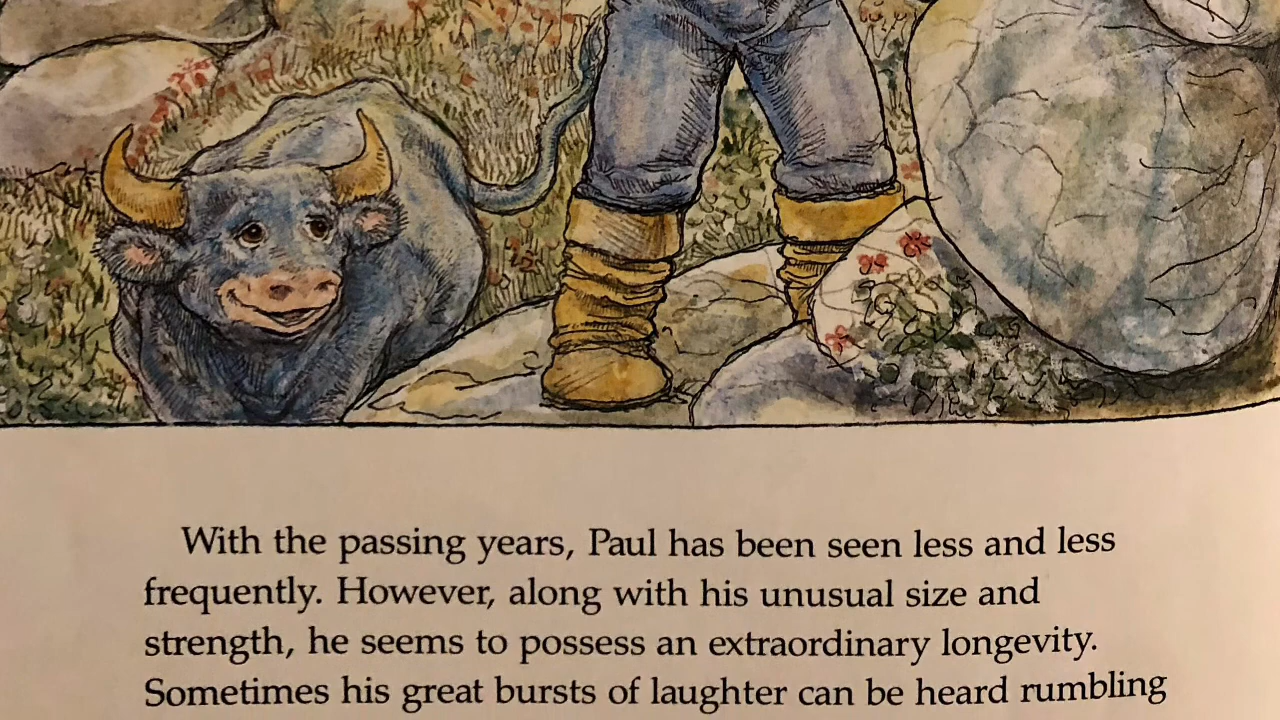 With the passing years, Paul has been seen less and less
frequently. However, along with his unusual size and
strength, he seems to possess an extraordinary longevity.
Sometimes his great bursts of laughter can be heard rumbling